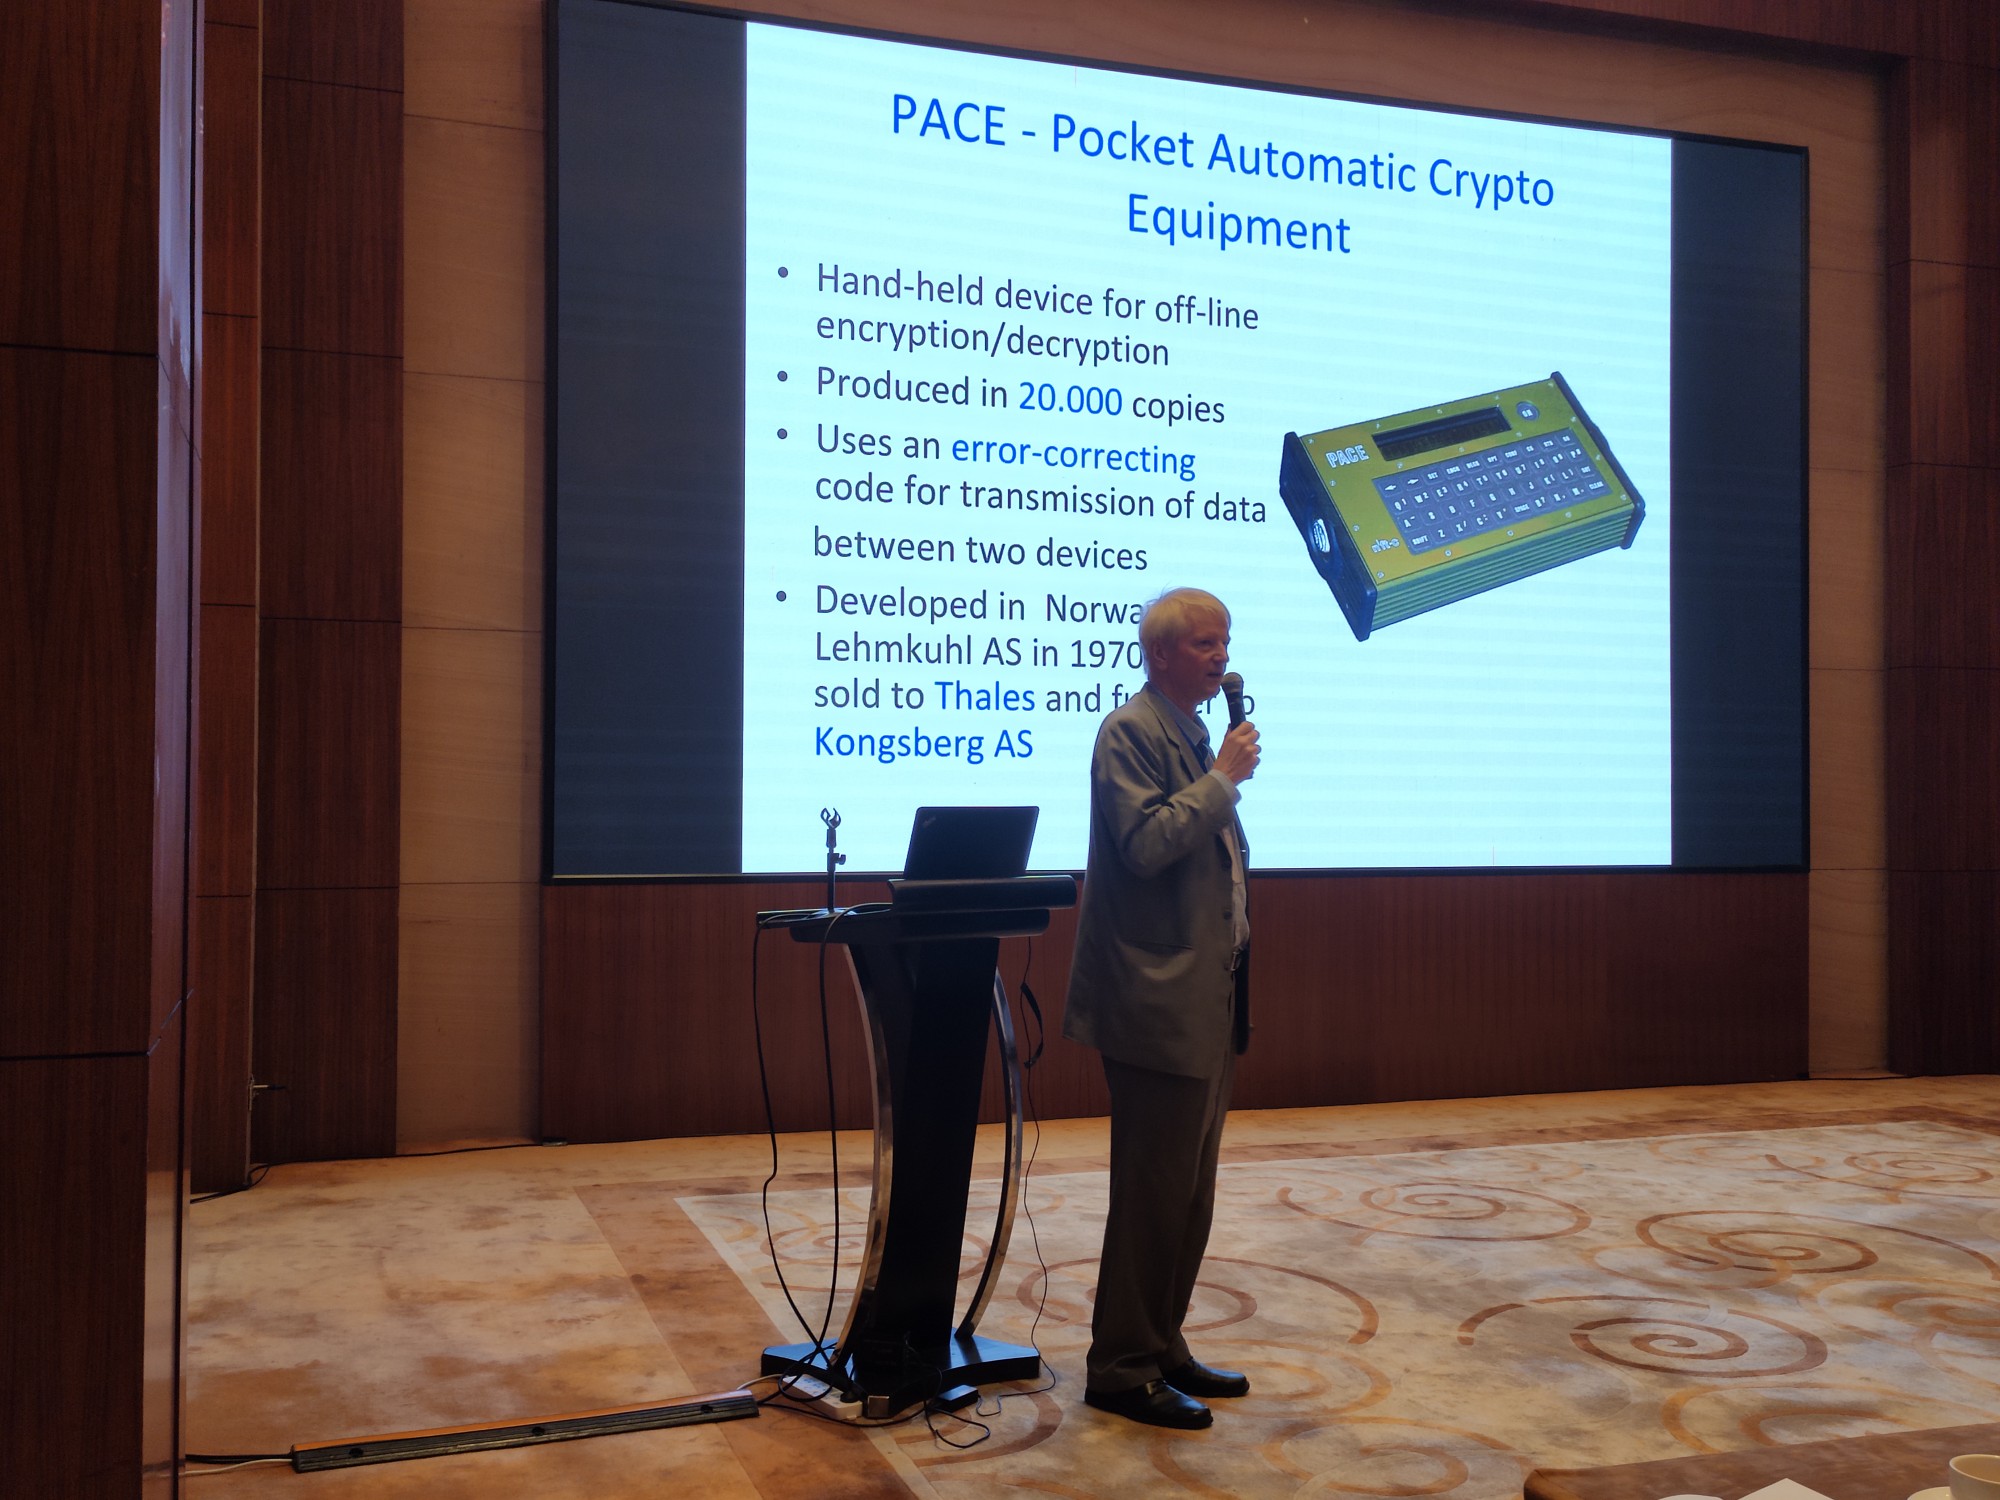 PACE - Pocket Automatic Crypto
Equipment
• Hand-held device for off-line
encryption/decryption
• Produced in 20.000 copies
• Uses an error-correcting
code for transmission of data
between two devices
• Developed in Norwa
Lehmkuhl AS in 1970
sold to Thales and
Kongsberg AS
PACE